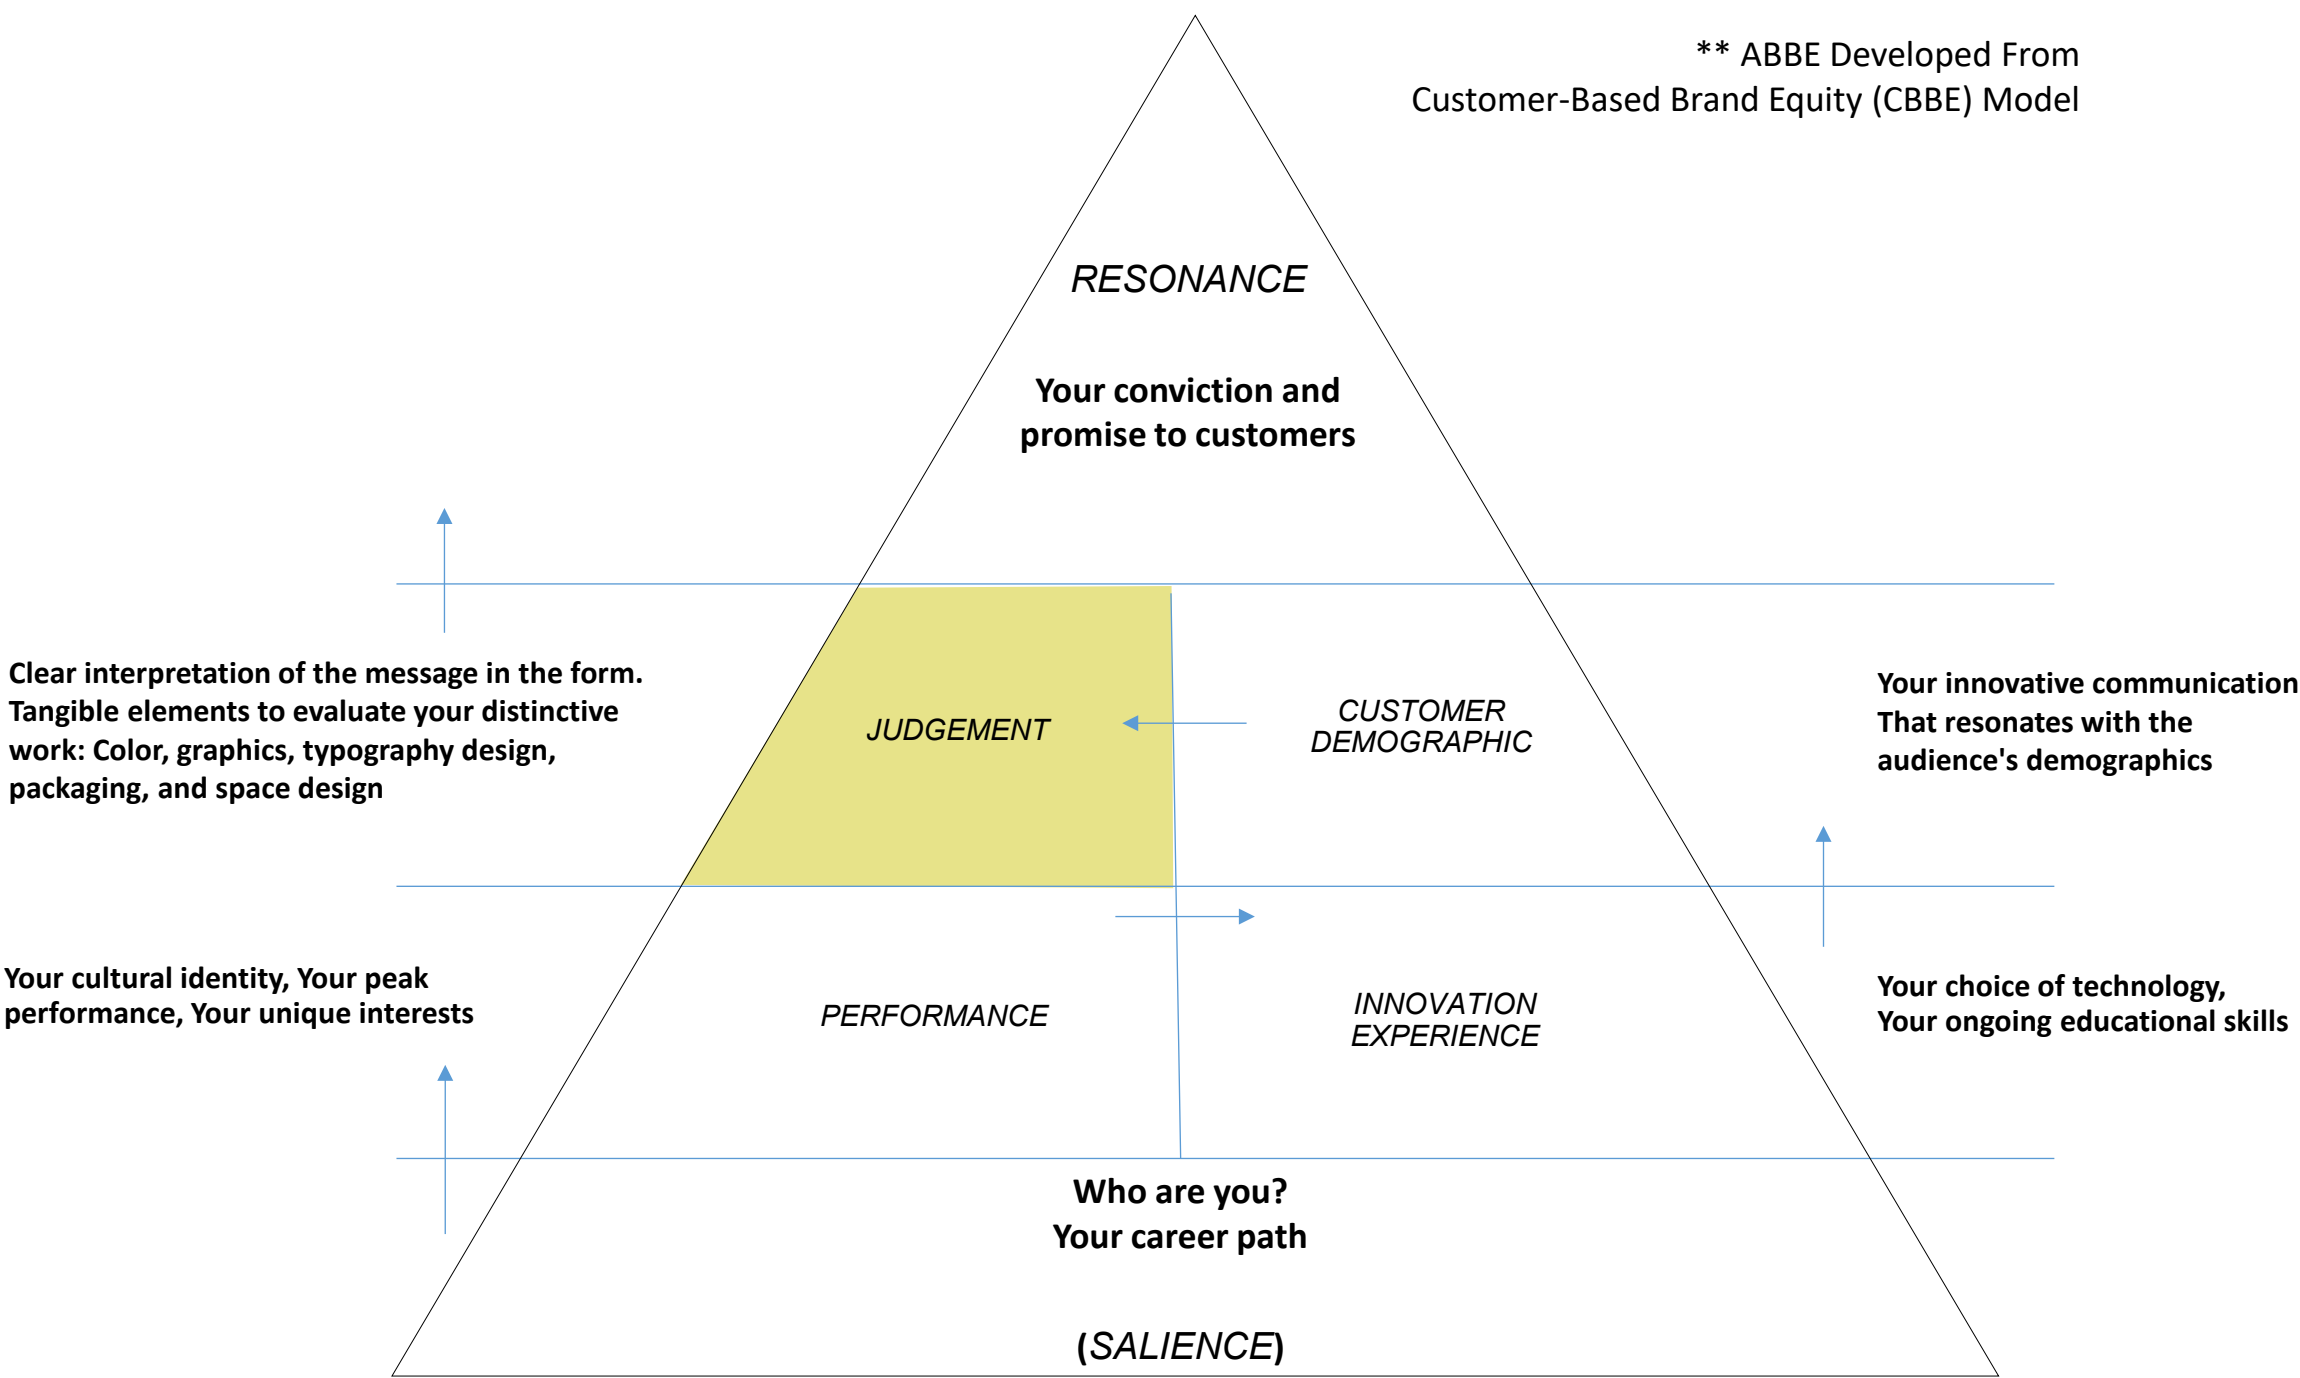 ** ABBE Developed From
Customer-Based Brand Equity (CBBE) Model
RESONANCE
Your conviction and
promise to customers
Clear interpretation of the message in the form.
Tangible elements to evaluate your distinctive
work: Color, graphics, typography design,
packaging, and space design
JUDGEMENT
CUSTOMER
DEMOGRAPHIC
Your innovative communication
That resonates with the
audience's demographics
Your cultural identity, Your peak
performance, Your unique interests
PERFORMANCE
INNOVATION
EXPERIENCE
Your choice of technology,
Your ongoing educational skills
Who are you?
Your career path
(SALIENCE)